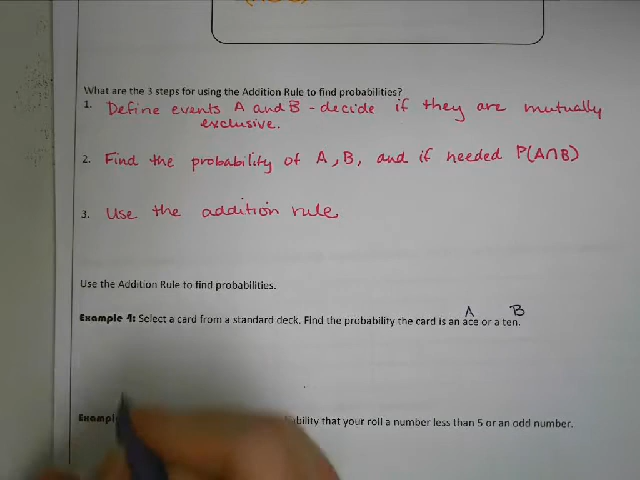 What are the 3 steps for using the Addition Rule to find probabilities?
1. Define events A and B - decide if they are mutually
exclusive.
2. Find the probability of A, B, and if needed P(A∩B)
3. Use the addition rule
Use the Addition Rule to find probabilities.
A B
Example 4: Select a card from a standard deck. Find the probability the card is an ace or a ten.
your roll a number less than 5 or an odd number.